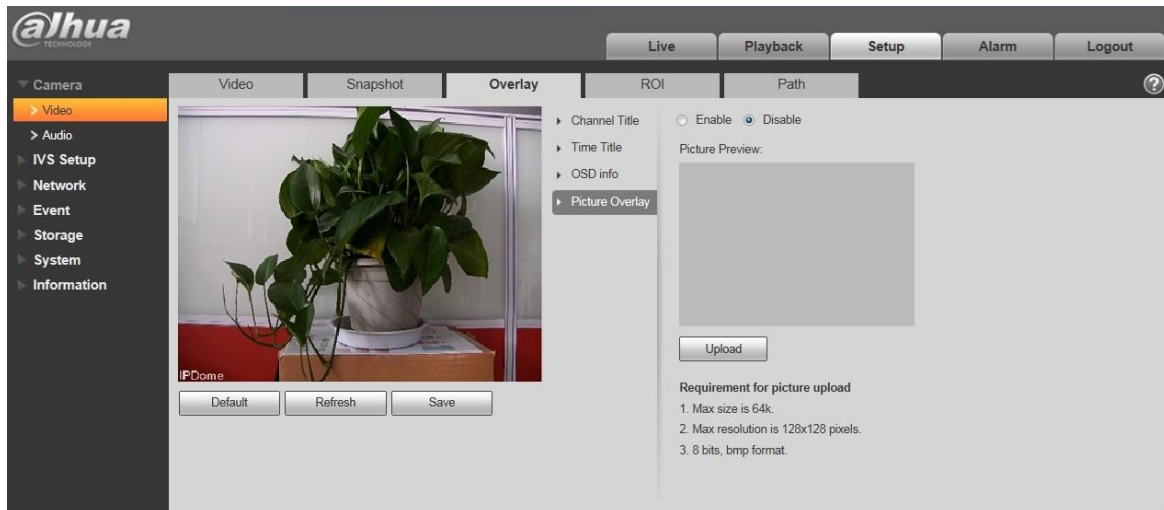 alhua
TECHNOLOGY
Live Playback Setup Alarm Logout
Camera
Video
Audio
IVS Setup
Network
Event
Storage
System
Information
Video Snapshot Overlay ROI Path
IPDome
Default Refresh Save
Channel Title
Time Title
OSD info
Picture Overlay
Enable Disable
Picture Preview:
Upload
Requirement for picture upload
1. Max size is 64k.
2. Max resolution is 128x128 pixels.
3. 8 bits, bmp format.